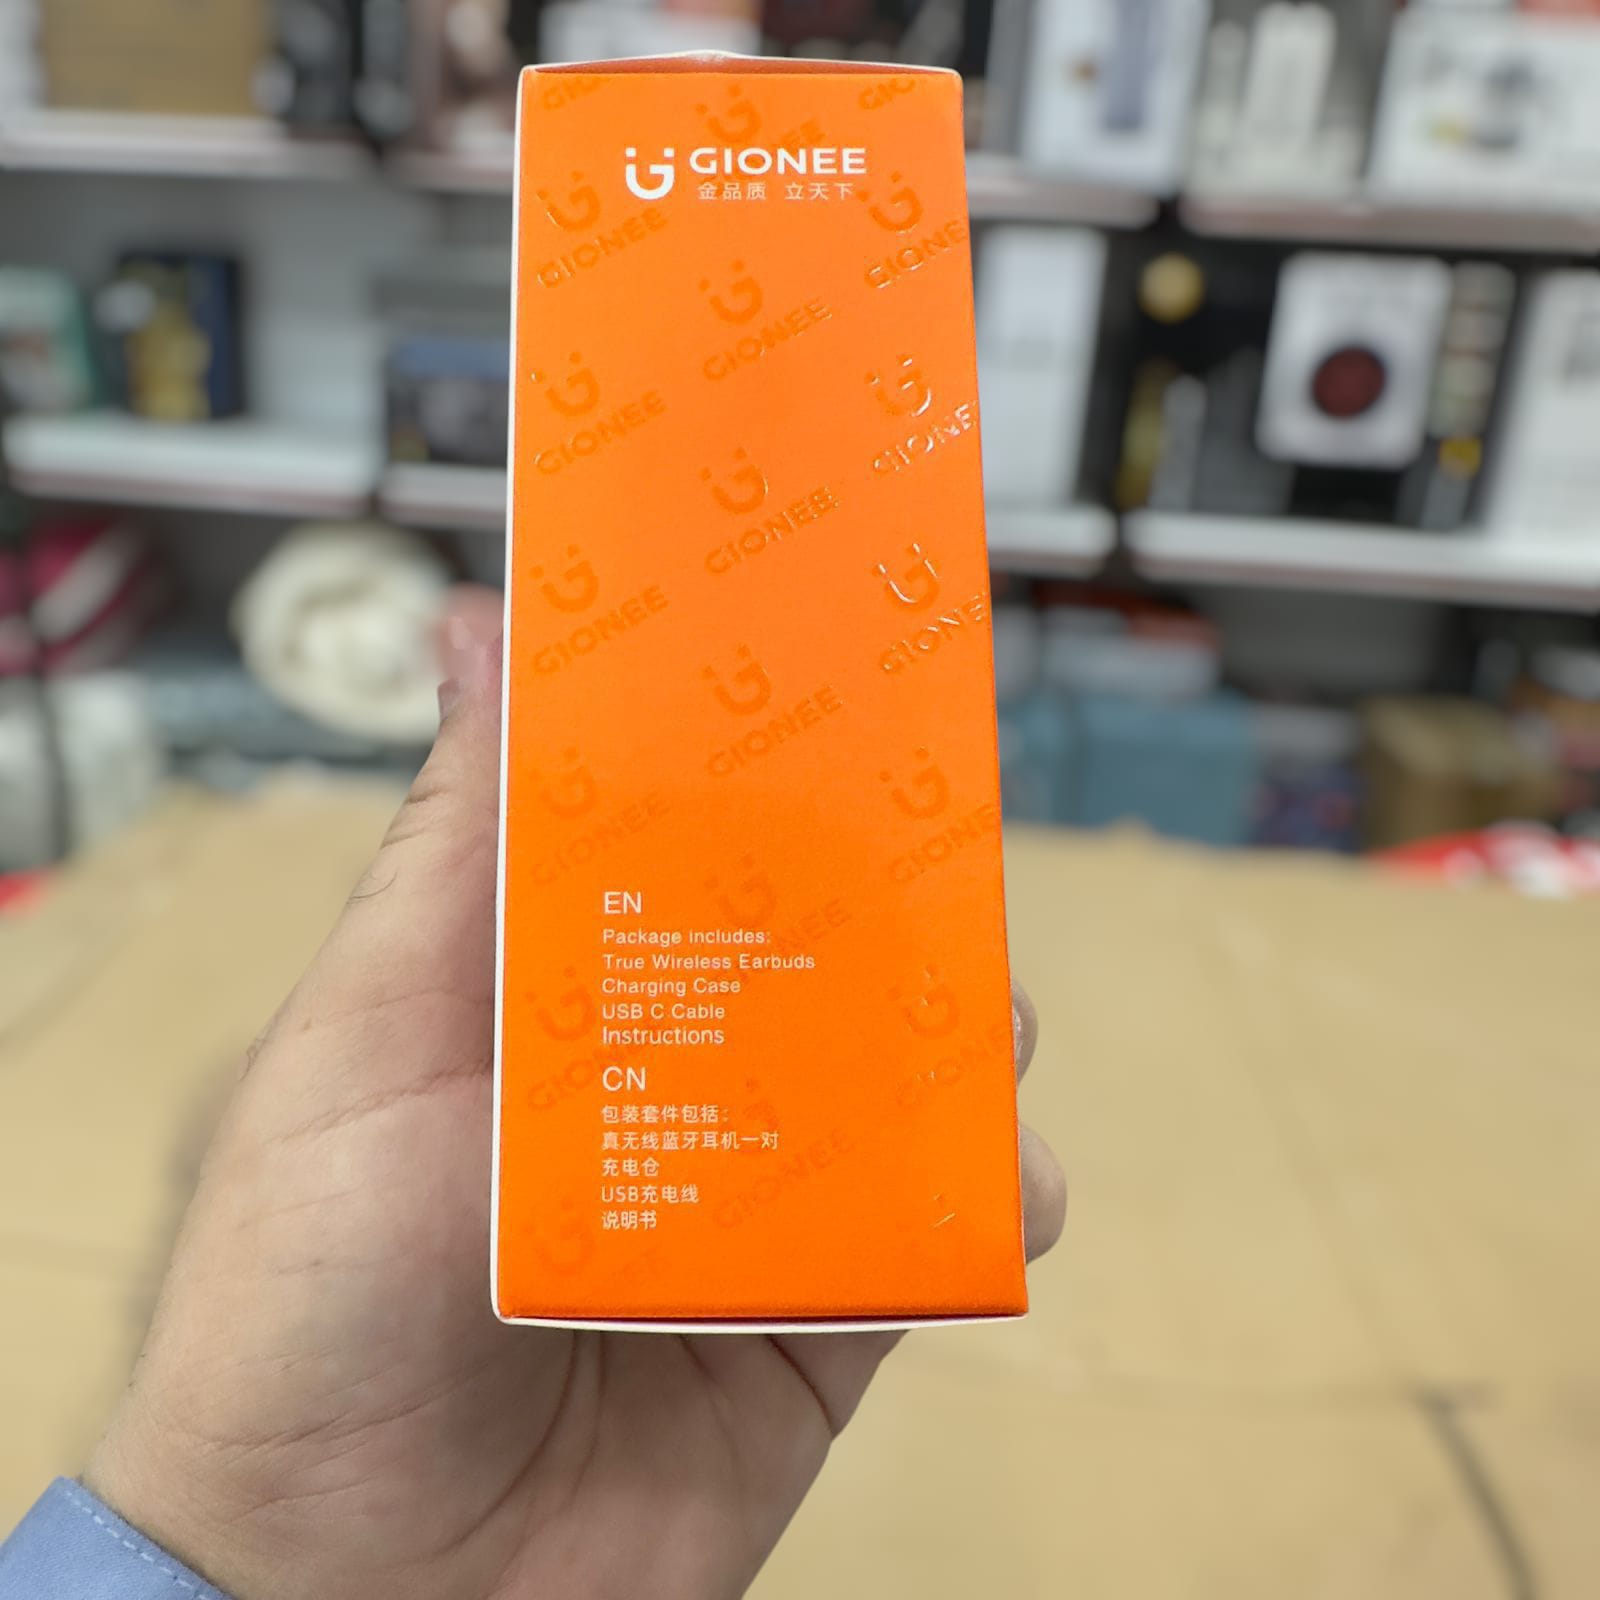 GIONEE
金品质 立天下
EN
Package includes:
True Wireless Earbuds
Charging Case
USB C Cable
Instructions
CN
包装套件包括:
真无线蓝牙耳机一对
充电仓
USB充电线
说明书